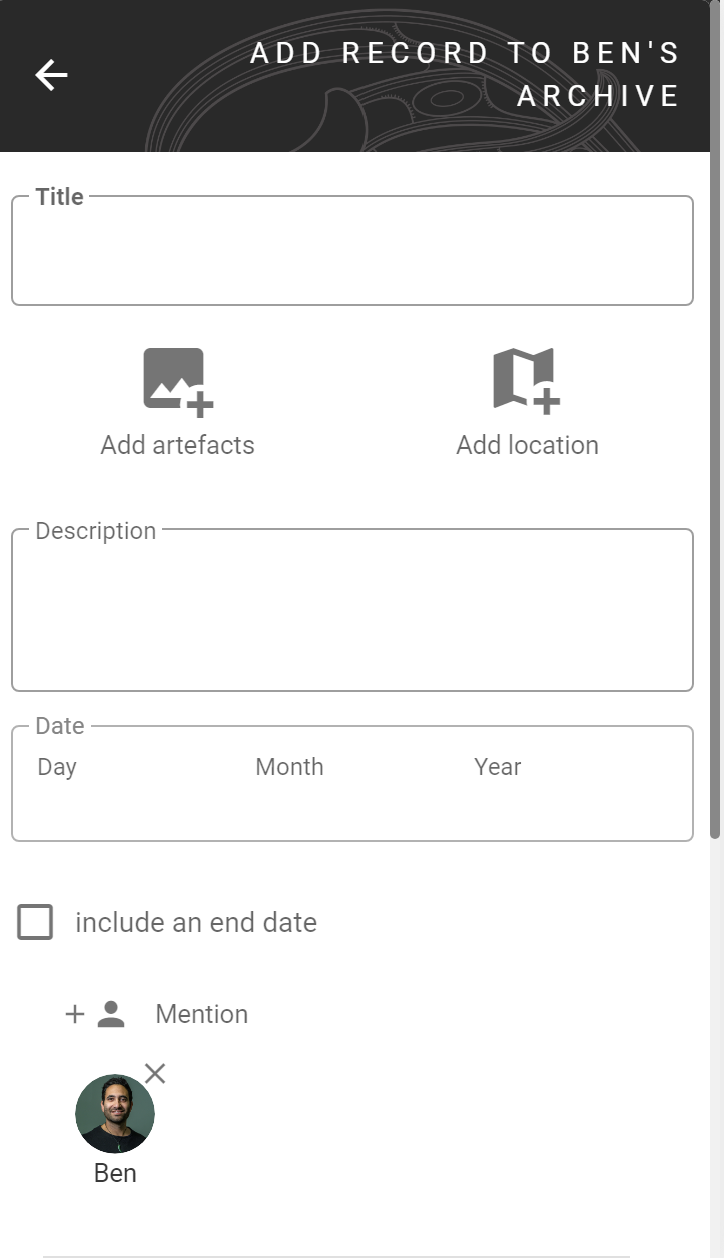 ADD RECORD TO BEN'S
ARCHIVE
Title
Add artefacts
Add location
Description
Date
Day
Month
Year
include an end date
Mention
Ben